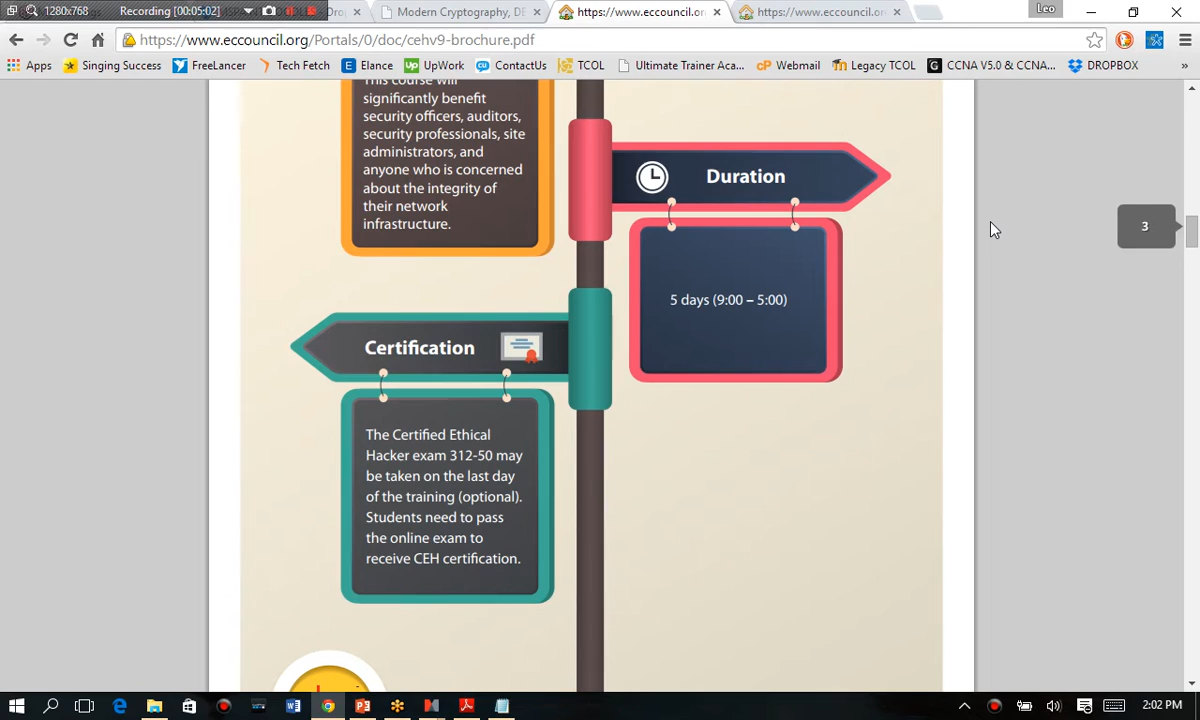 1280x768
Recording [00:05:02]
Modern Cryptography, DE
https://www.eccouncil.org
https://www.eccouncil.or
Leo
https://www.eccouncil.org/Portals/0/doc/cehv9-brochure.pdf
Apps
Singing Success
FreeLancer
Tech Fetch
Elance
UpWork
ContactUs
TCOL
Ultimate Trainer Aca...
Webmail
Legacy TCOL
CCNA V5.0 & CCNA...
DROPBOX
»
This course will
significantly benefit
security officers, auditors,
security professionals, site
administrators, and
anyone who is concerned
about the integrity of
their network
infrastructure.
Duration
5 days (9:00 – 5:00)
3
Certification
The Certified Ethical
Hacker exam 312-50 may
be taken on the last day
of the training (optional).
Students need to pass
the online exam to
receive CEH certification.
2:02 PM